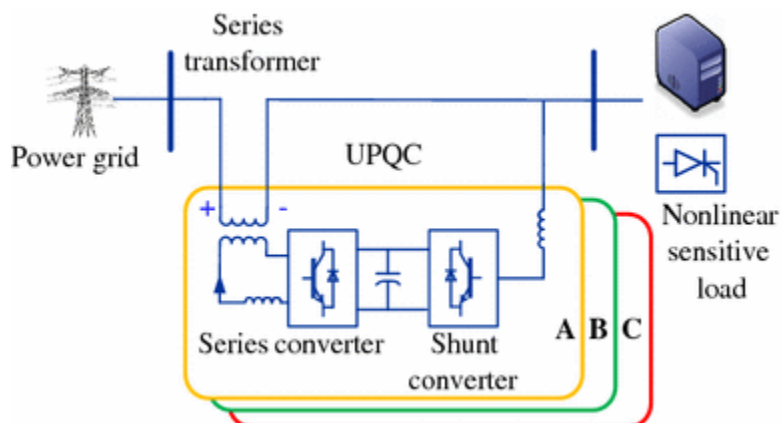 Series
transformer
Power grid
UPQC
+ -
Nonlinear
sensitive
load
A B C
Series converter
Shunt
converter